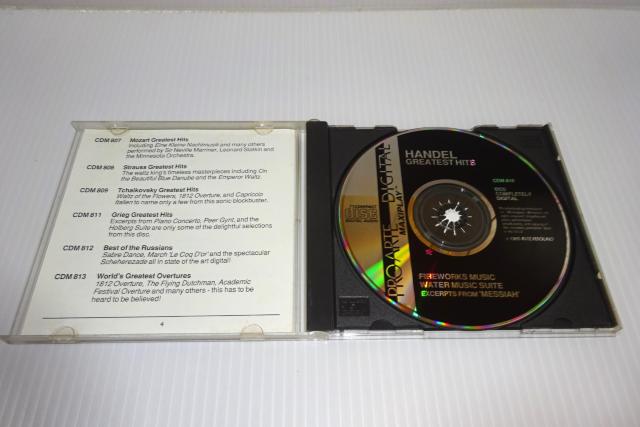 CDM 807 Mozart Greatest Hits
Including Eine Kleine Nachtmusik and many others
performed by Sir Neville Marriner, Leonard Slatkin and
the Minnesota Orchestra.
CDM 808 Strauss Greatest Hits
The waltz king's timeless masterpieces including On
the Beautiful Blue Danube and the Emperor Waltz.
CDM 809 Tchaikovsky Greatest Hits
Waltz of the Flowers, 1812 Overture, and Capriccio
Italien to name only a few from this sonic blockbuster.
CDM 811 Grieg Greatest Hits
Excerpts from Piano Concerto, Peer Gynt, and the
Holberg Suite are only some of the delightful selections
from this disc.
CDM 812 Best of the Russians
Sabre Dance, March 'Le Coq D'or' and the spectacular
Scheherezade all in state of the art digital!
CDM 813 World's Greatest Overtures
1812 Overture, The Flying Dutchman, Academic
Festival Overture and many others - this has to be
heard to be believed!
4
PRO ARTE DIGITAL
MAXIPLAY
COMPACT
disc
DIGITAL AUDIO
HANDEL
GREATEST HITS
CDM 810
DDD
COMPLETELY
DIGITAL
INTERSOUND
FIREWORKS MUSIC
WATER MUSIC SUITE
EXCERPTS FROM 'MESSIAH'